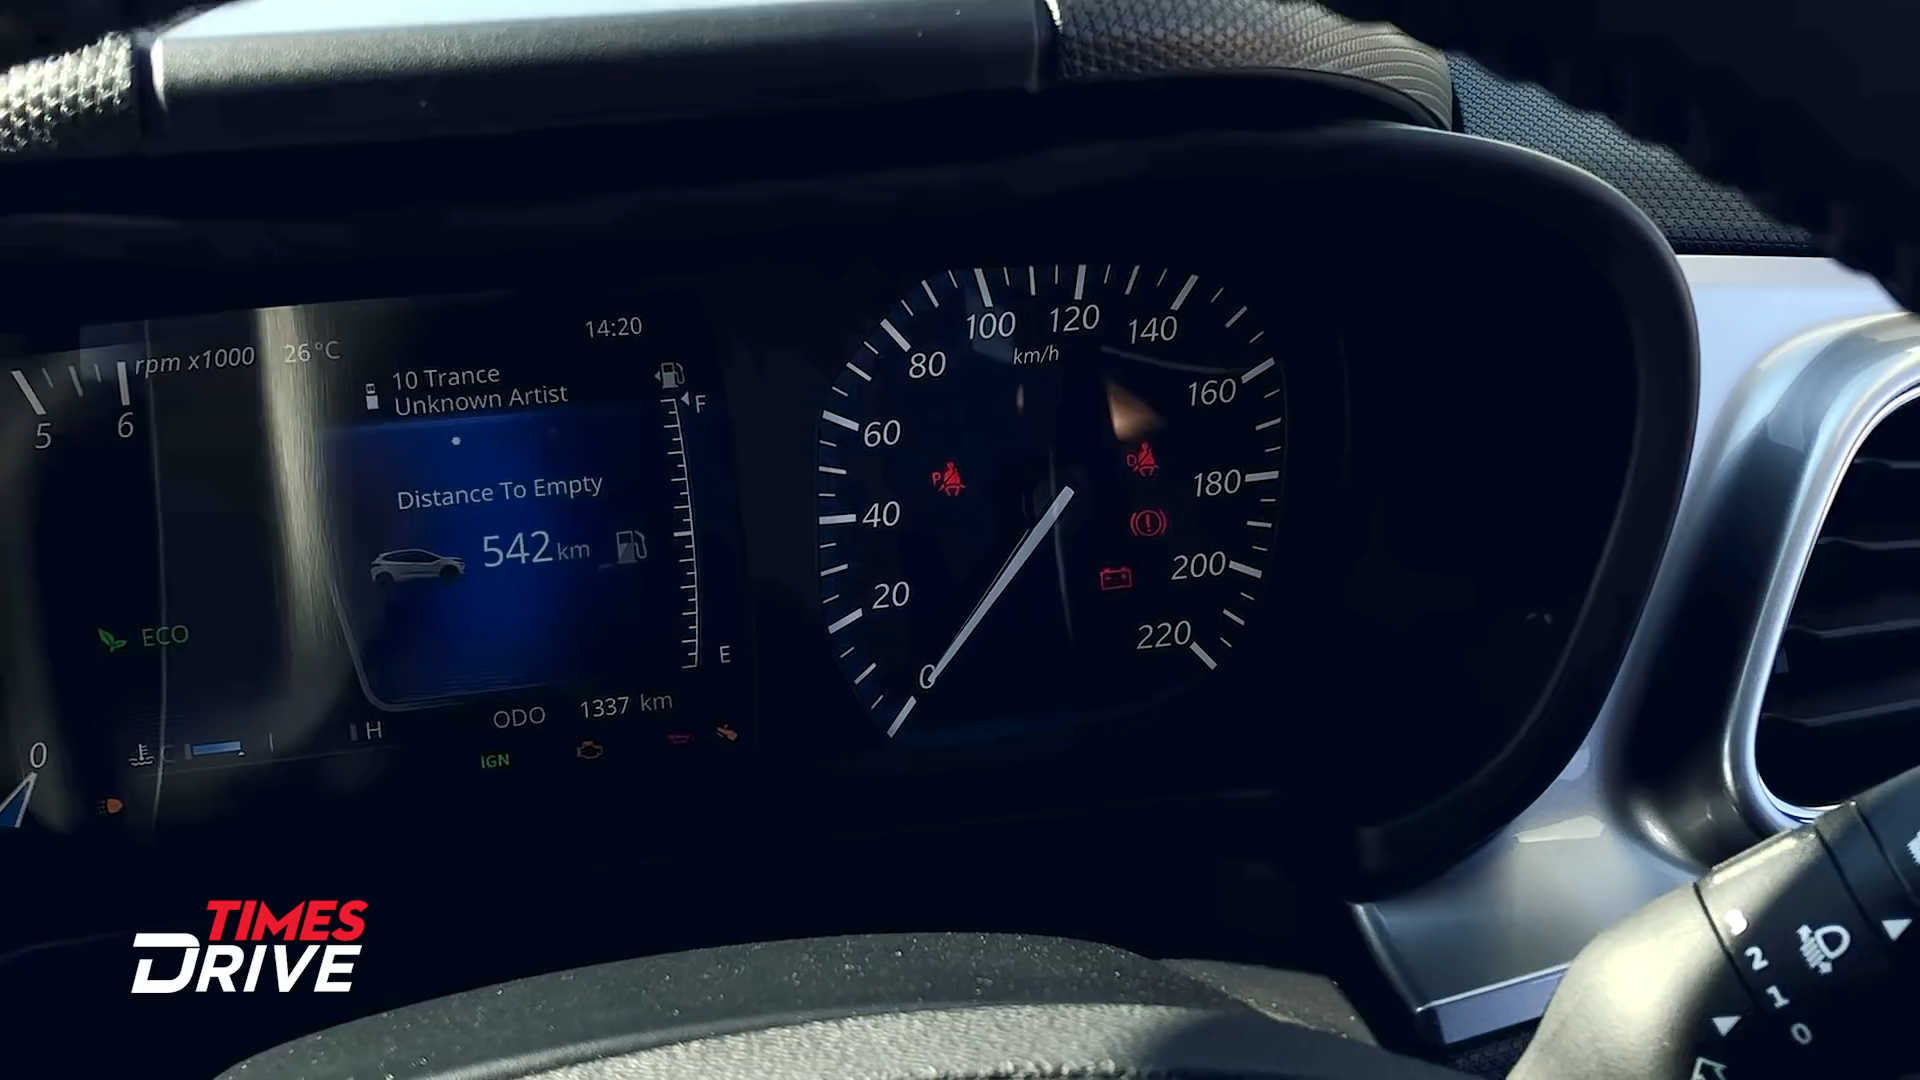 14:20
rpm x1000
26°C
10 Trance
Unknown Artist
F
5
6
Distance To Empty
542 km
ECO
E
ODO 1337 km
H
C
IGN
0
0
20
40
60
80
100
120
140
160
180
200
220
km/h
P
D
TIMES
DRIVE
3
2
1
0